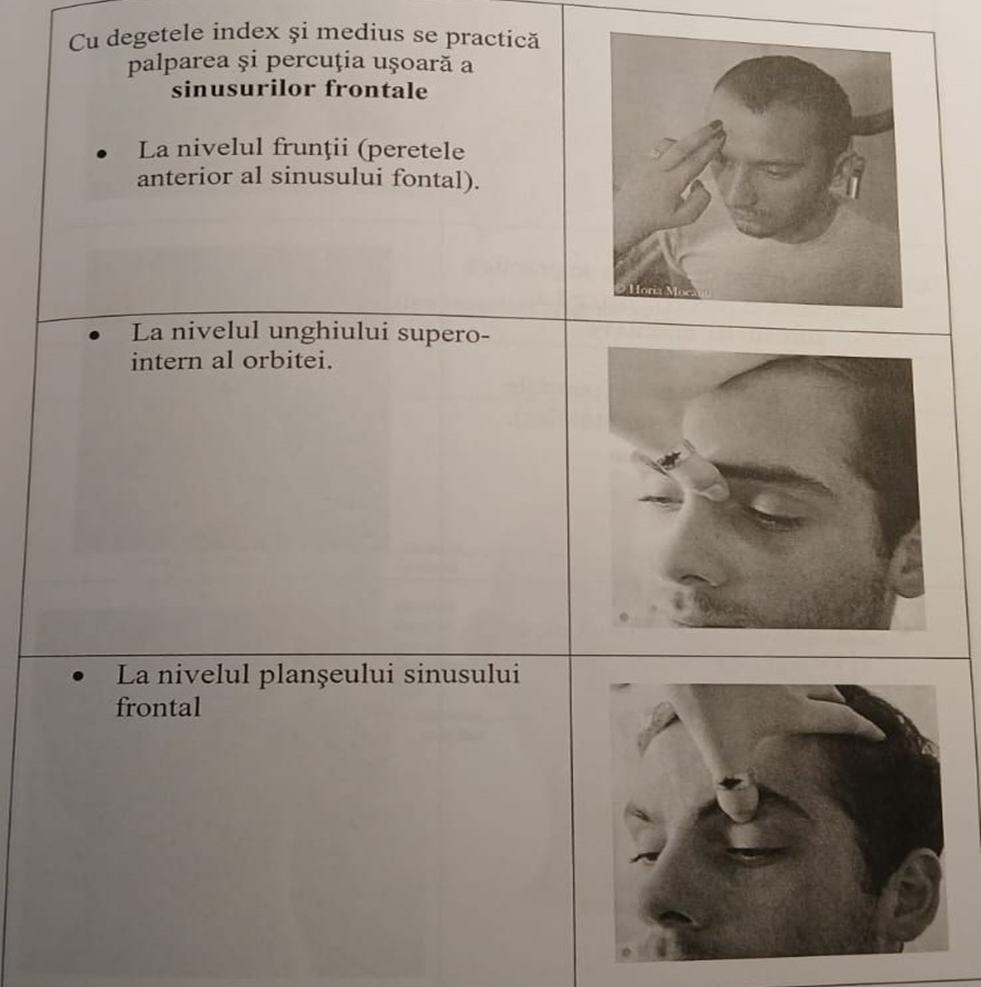 Cu degetele index şi medius se practică
palparea şi percuţia uşoară a
sinusurilor frontale
• La nivelul frunţii (peretele
anterior al sinusului fontal).
© Horia Mocanu
• La nivelul unghiului supero-
intern al orbitei.
• La nivelul planşeului sinusului
frontal